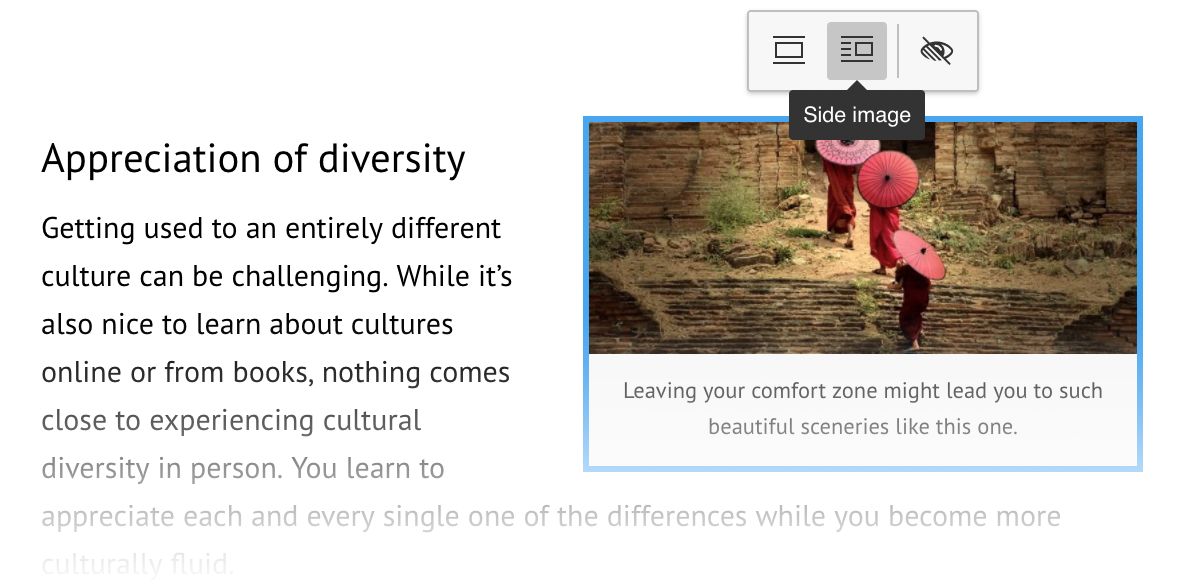 Side image
Appreciation of diversity
Getting used to an entirely different
culture can be challenging. While it’s
also nice to learn about cultures
online or from books, nothing comes
close to experiencing cultural
diversity in person. You learn to
appreciate each and every single one of the differences while you become more
culturally fluid.
Leaving your comfort zone might lead you to such
beautiful sceneries like this one.